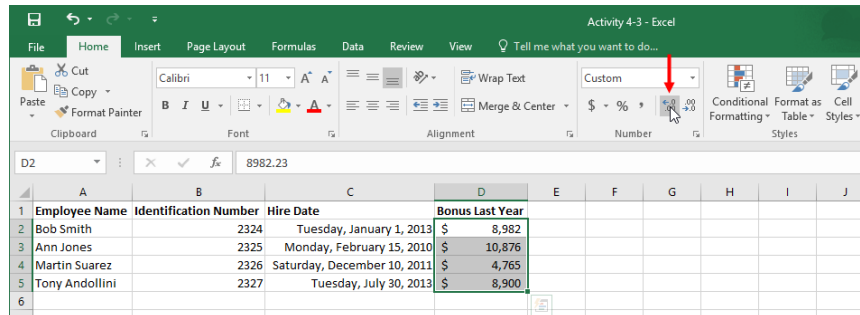 Activity 4-3 - Excel
File Home Insert Page Layout Formulas Data Review View Tell me what you want to do...
Cut
Copy
Format Painter
Paste
Clipboard
Calibri 11 A A
B I U A
Font
Wrap Text
Merge & Center
Alignment
Custom
$ % , .0 .00 .00 .0
Number
Conditional Formatting
Format as Table
Cell Styles
Styles
D2 fx 8982.23
A B C D E F G H I J
1 Employee Name Identification Number Hire Date Bonus Last Year
2 Bob Smith 2324 Tuesday, January 1, 2013 $ 8,982
3 Ann Jones 2325 Monday, February 15, 2010 $ 10,876
4 Martin Suarez 2326 Saturday, December 10, 2011 $ 4,765
5 Tony Andollini 2327 Tuesday, July 30, 2013 $ 8,900
6